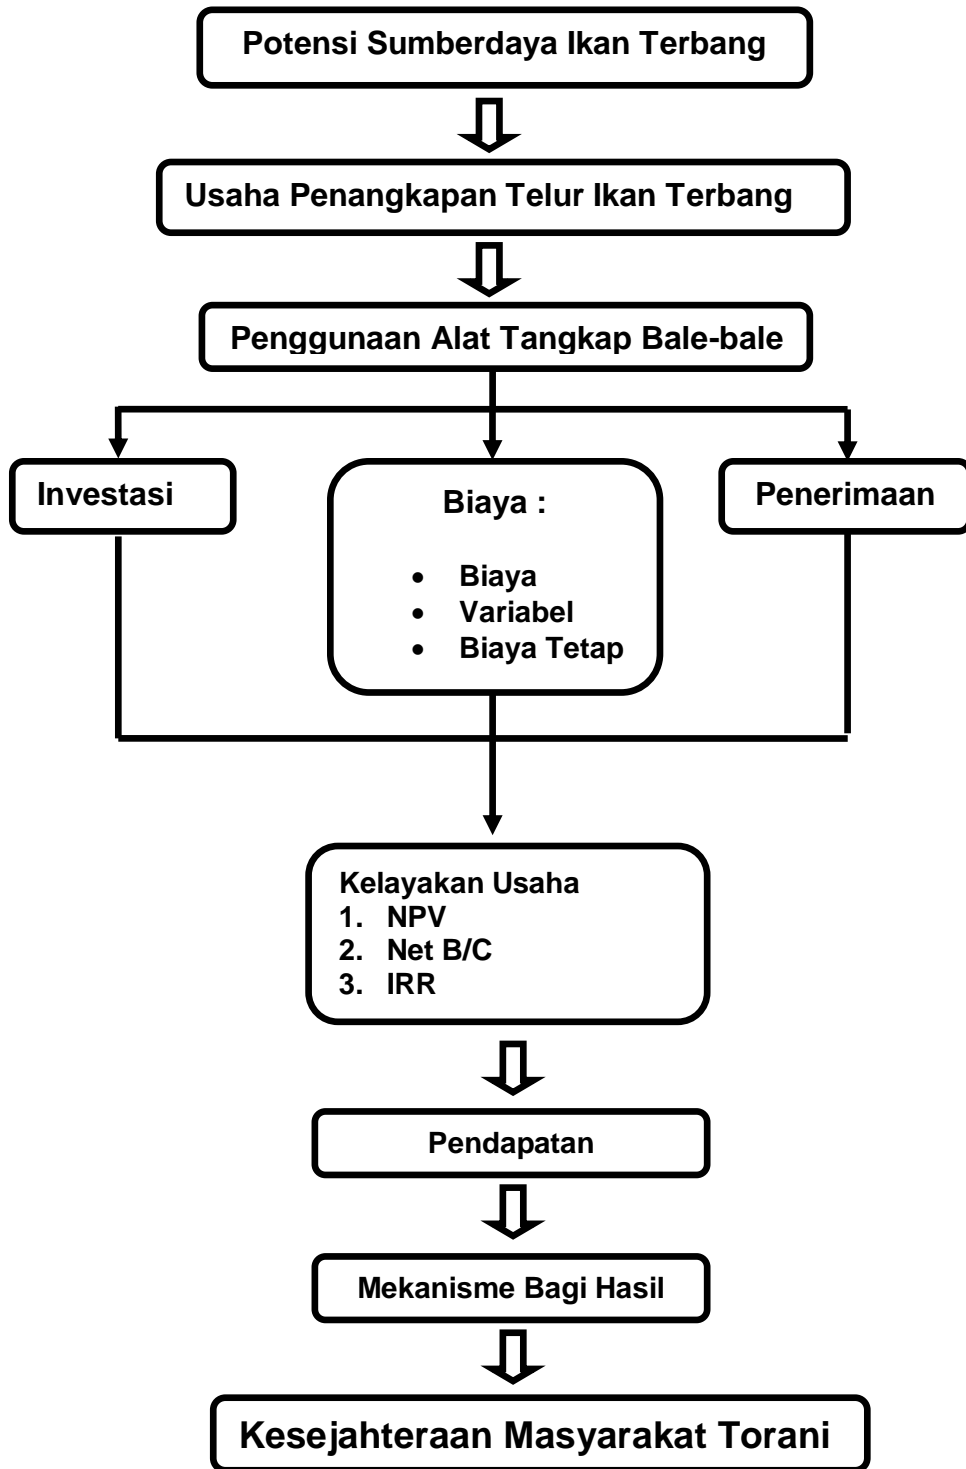 Potensi Sumberdaya Ikan Terbang
Usaha Penangkapan Telur Ikan Terbang
Penggunaan Alat Tangkap Bale-bale
Investasi
Biaya :
• Biaya
• Variabel
• Biaya Tetap
Penerimaan
Kelayakan Usaha
1. NPV
2. Net B/C
3. IRR
Pendapatan
Mekanisme Bagi Hasil
Kesejahteraan Masyarakat Torani